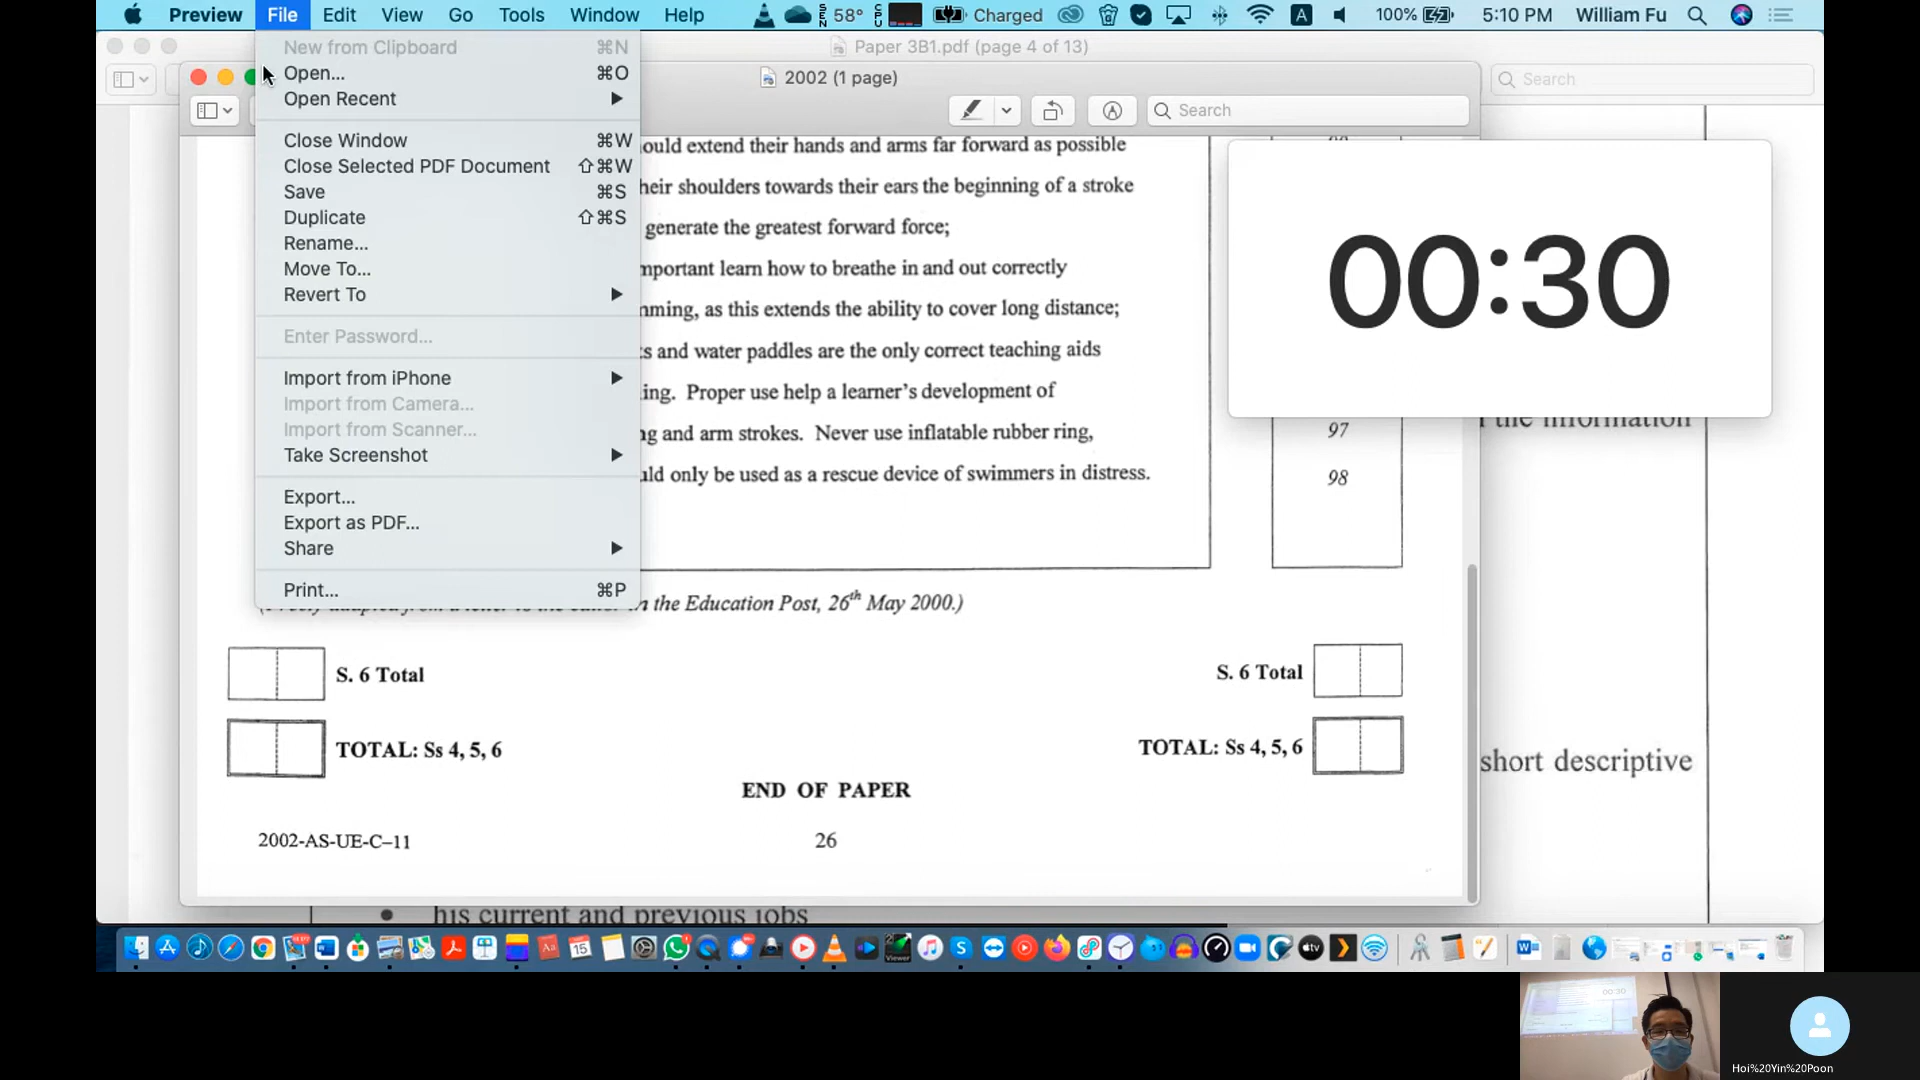 Preview File Edit View Go Tools Window Help SEN 58° CPU Charged A 100% 5:10 PM William Fu
Paper 3B1.pdf (page 4 of 13)
Search
2002 (1 page)
Search
New from Clipboard ⌘N
Open... ⌘O
Open Recent
Close Window ⌘W
Close Selected PDF Document ⇧⌘W
Save ⌘S
Duplicate ⇧⌘S
Rename...
Move To...
Revert To
Enter Password...
Import from iPhone
Import from Camera...
Import from Scanner...
Take Screenshot
Export...
Export as PDF...
Share
Print... ⌘P
ould extend their hands and arms far forward as possible
heir shoulders towards their ears the beginning of a stroke
generate the greatest forward force;
mportant learn how to breathe in and out correctly
nming, as this extends the ability to cover long distance;
s and water paddles are the only correct teaching aids
ing. Proper use help a learner's development of
ng and arm strokes. Never use inflatable rubber ring,
uld only be used as a rescue device of swimmers in distress.
97
98
00:30
the information
in the Education Post, 26th May 2000.)
S. 6 Total
S. 6 Total
TOTAL: Ss 4, 5, 6
TOTAL: Ss 4, 5, 6
END OF PAPER
2002-AS-UE-C–11
26
short descriptive
his current and previous jobs
15
Hoi%20Yin%20Poon